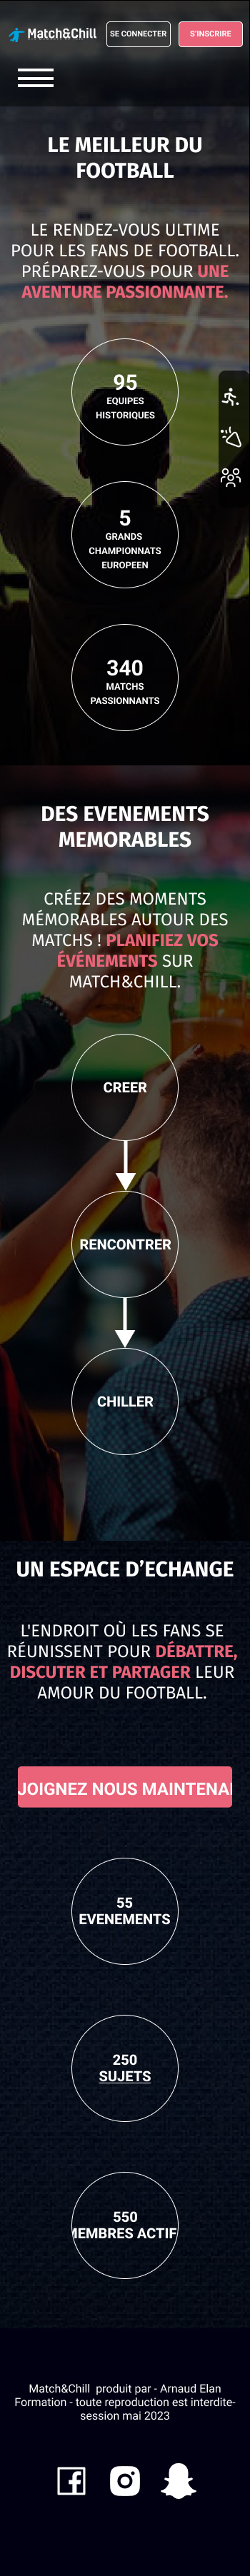 Match&Chill
SE CONNECTER
S'INSCRIRE
LE MEILLEUR DU
FOOTBALL
LE RENDEZ-VOUS ULTIME
POUR LES FANS DE FOOTBALL.
PRÉPAREZ-VOUS POUR UNE
AVENTURE PASSIONNANTE.
95
EQUIPES
HISTORIQUES
5
GRANDS
CHAMPIONNATS
EUROPEEN
340
MATCHS
PASSIONNANTS
DES EVENEMENTS
MEMORABLES
CRÉEZ DES MOMENTS
MÉMORABLES AUTOUR DES
MATCHS ! PLANIFIEZ VOS
ÉVÉNEMENTS SUR
MATCH&CHILL.
CREER
RENCONTRER
CHILLER
UN ESPACE D'ECHANGE
L'ENDROIT OÙ LES FANS SE
RÉUNISSENT POUR DÉBATTRE,
DISCUTER ET PARTAGER LEUR
AMOUR DU FOOTBALL.
JOIGNEZ NOUS MAINTENA
55
EVENEMENTS
250
SUJETS
550
MEMBRES ACTIF
Match&Chill produit par - Arnaud Elan
Formation - toute reproduction est interdite-
session mai 2023